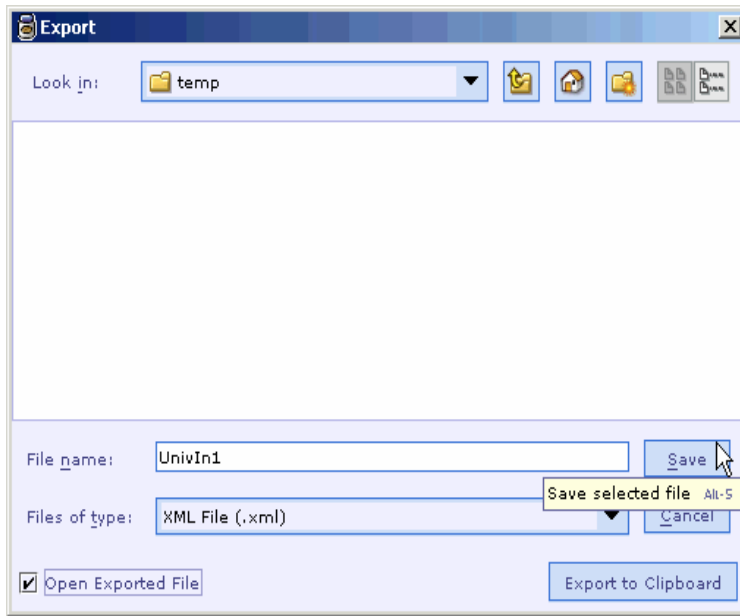 Export
Look in: temp
File name: UnivIn1 Save
Save selected file Alt-S
Files of type: XML File (.xml) Cancel
Open Exported File Export to Clipboard